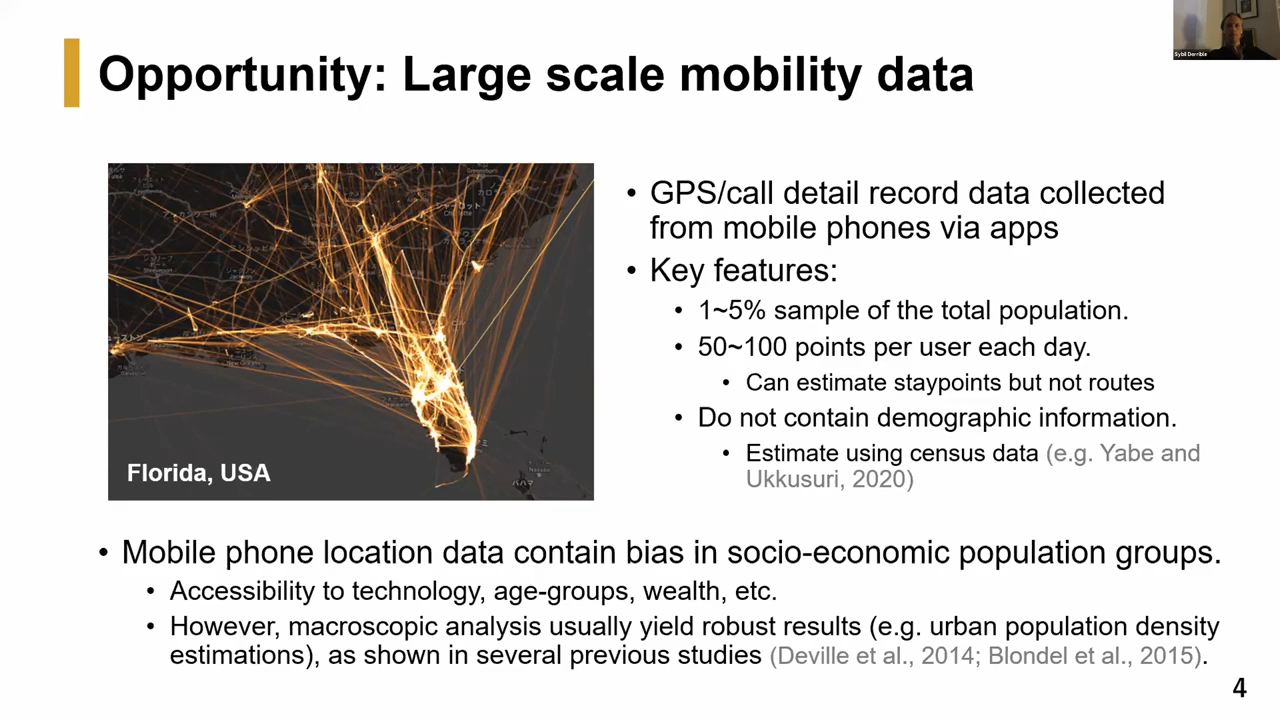 Sybil Derrible
Opportunity: Large scale mobility data
Florida, USA
• GPS/call detail record data collected
from mobile phones via apps
• Key features:
• 1~5% sample of the total population.
• 50~100 points per user each day.
• Can estimate staypoints but not routes
• Do not contain demographic information.
• Estimate using census data (e.g. Yabe and
Ukkusuri, 2020)
• Mobile phone location data contain bias in socio-economic population groups.
• Accessibility to technology, age-groups, wealth, etc.
• However, macroscopic analysis usually yield robust results (e.g. urban population density
estimations), as shown in several previous studies (Deville et al., 2014; Blondel et al., 2015).
4